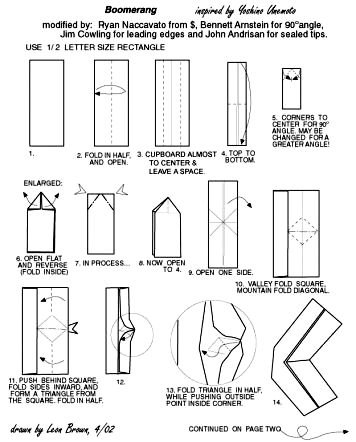 Boomerang inspired by Yoshino Umemoto
modified by: Ryan Naccavato from $, Bennett Arnstein for 90°angle,
Jim Cowling for leading edges and John Andrisan for sealed tips.
USE 1/2 LETTER SIZE RECTANGLE
1.
2. FOLD IN HALF,
AND OPEN.
3. CUPBOARD ALMOST
TO CENTER &
LEAVE A SPACE.
4. TOP TO
BOTTOM.
5. CORNERS TO
CENTER FOR 90°
ANGLE. MAY BE
CHANGED FOR A
GREATER ANGLE!
ENLARGED:
6. OPEN FLAT
AND REVERSE
(FOLD INSIDE)
7. IN PROCESS...
8. NOW OPEN
TO 4.
9. OPEN ONE SIDE.
10. VALLEY FOLD SQUARE,
MOUNTAIN FOLD DIAGONAL.
11. PUSH BEHIND SQUARE,
FOLD SIDES INWARD, AND
FORM A TRIANGLE FROM
THE SQUARE. FOLD IN HALF.
12.
13. FOLD TRIANGLE IN HALF,
WHILE PUSHING OUTSIDE
POINT INSIDE CORNER.
14.
drawn by Leon Brown, 4/02
CONTINUED ON PAGE TWO